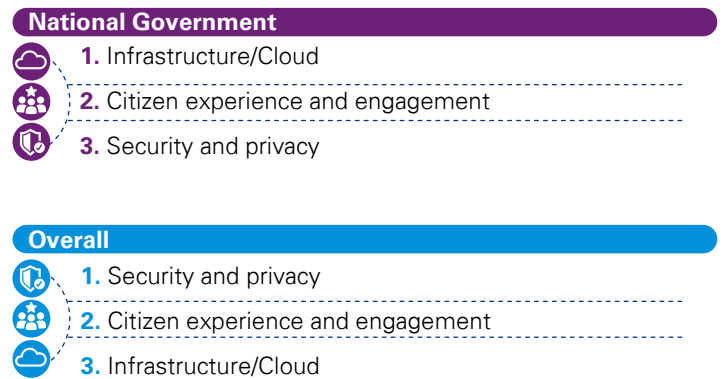 National Government
1. Infrastructure/Cloud
2. Citizen experience and engagement
3. Security and privacy
Overall
1. Security and privacy
2. Citizen experience and engagement
3. Infrastructure/Cloud